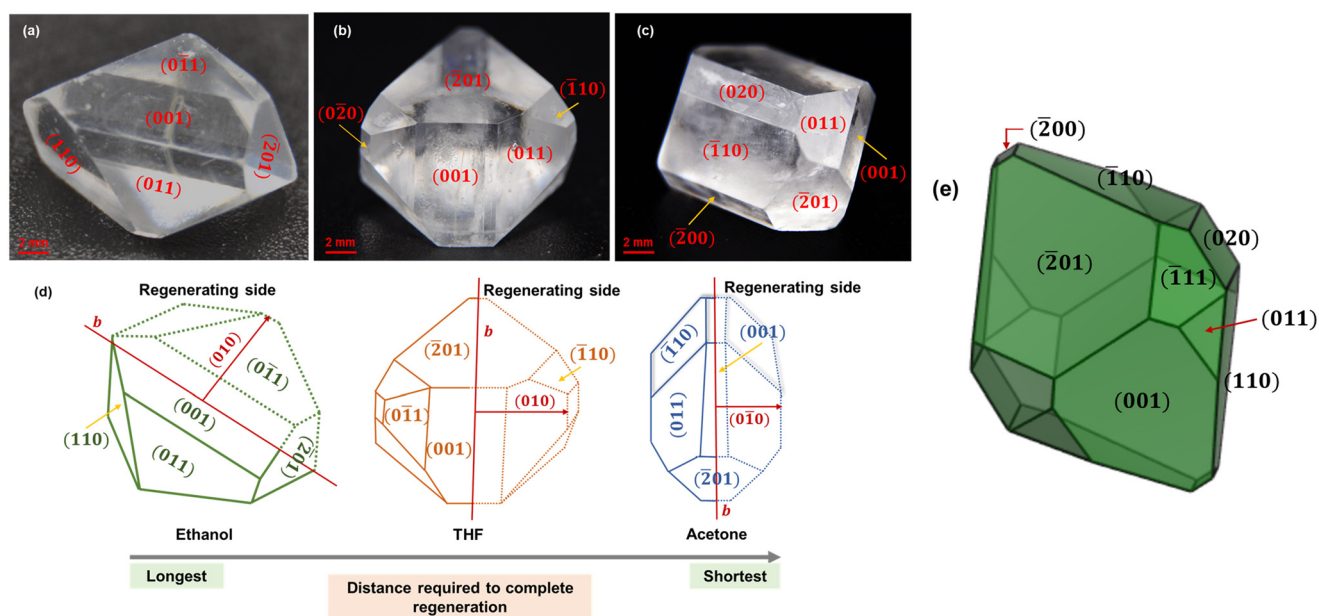 (a)
(01̄1)
(001)
(1̄10)
(2̄01)
(011)
2 mm
(b)
(2̄01)
(1̄10)
(02̄0)
(011)
(001)
2 mm
(c)
(020)
(011)
(1̄10)
(001)
(2̄01)
(2̄00)
2 mm
(d)
Regenerating side
b
(010)
(01̄1)
(001)
(110)
(011)
(2̄01)
Ethanol
Regenerating side
b
(2̄01)
(1̄10)
(010)
(01̄1)
(001)
THF
Regenerating side
(001)
(1̄10)
(011)
(01̄0)
(2̄01)
b
Acetone
Longest
Shortest
Distance required to complete
regeneration
(e)
(2̄00)
(1̄10)
(020)
(2̄01)
(1̄11)
(011)
(110)
(001)